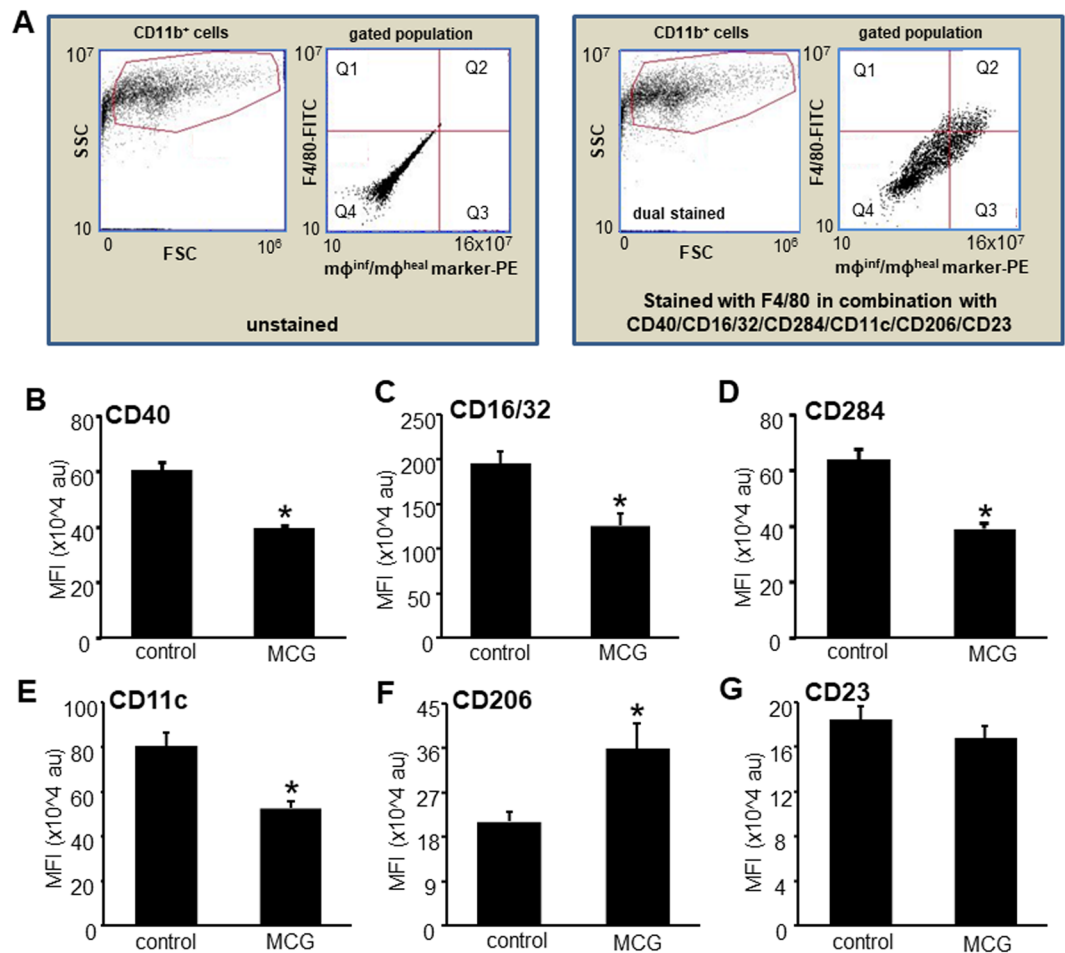 A
CD11b⁺ cells
gated population
10⁷
10⁷
Q1
Q2
Q4
Q3
SSC
F4/80-FITC
10
10
0
10⁶
10
16x10⁷
FSC
mϕⁱⁿᶠ/mϕʰᵉᵃˡ marker-PE
unstained
CD11b⁺ cells
gated population
10⁷
10⁷
Q1
Q2
Q4
Q3
SSC
F4/80-FITC
dual stained
10
10
0
10⁶
10
16x10⁷
FSC
mϕⁱⁿᶠ/mϕʰᵉᵃˡ marker-PE
Stained with F4/80 in combination with
CD40/CD16/32/CD284/CD11c/CD206/CD23
B
CD40
MFI (x10^4 au)
80
60
40
20
0
*
control
MCG
C
CD16/32
MFI (x10^4 au)
250
200
150
100
50
0
*
control
MCG
D
CD284
MFI (x10^4 au)
80
60
40
20
0
*
control
MCG
E
CD11c
MFI (x10^4 au)
100
80
60
40
20
0
*
control
MCG
F
CD206
MFI (x10^4 au)
45
36
27
18
9
0
*
control
MCG
G
CD23
MFI (x10^4 au)
20
16
12
8
4
0
control
MCG